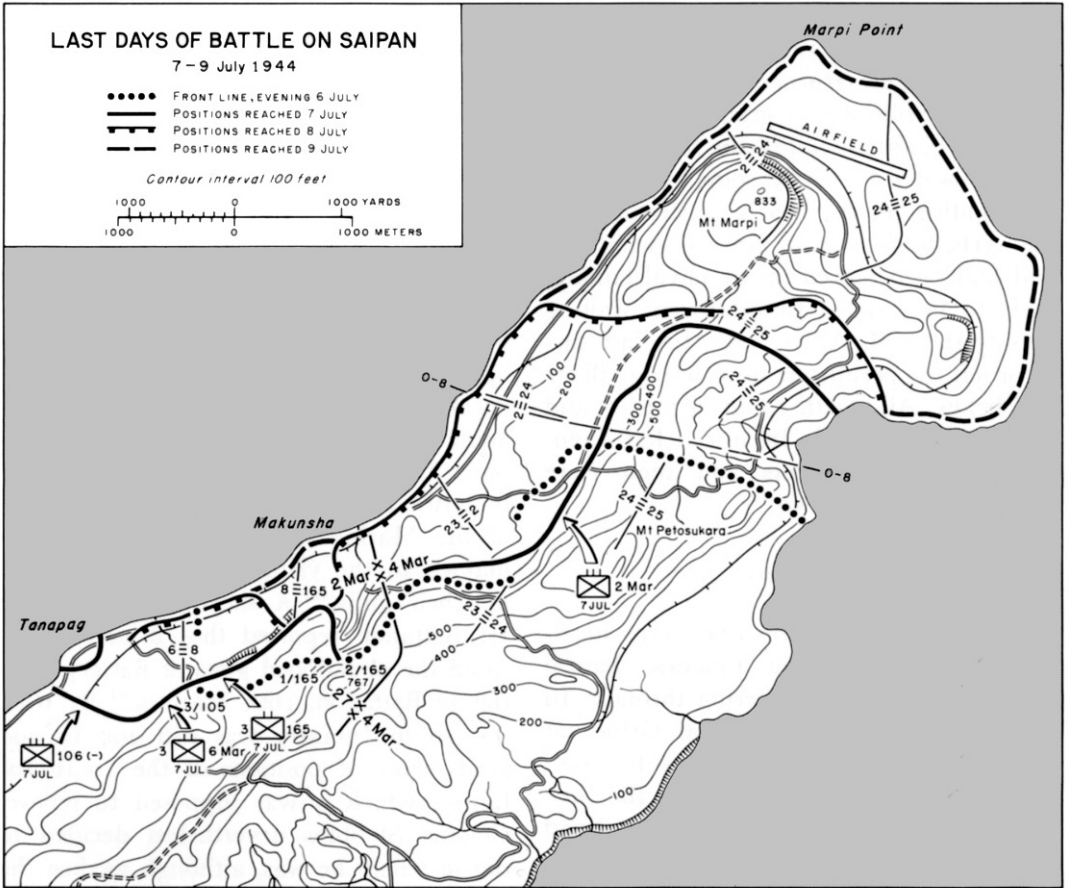 LAST DAYS OF BATTLE ON SAIPAN
7-9 July 1944
FRONT LINE, EVENING 6 JULY
POSITIONS REACHED 7 JULY
POSITIONS REACHED 8 JULY
POSITIONS REACHED 9 JULY
Contour interval 100 feet
1000 0 1000 YARDS
1000 0 1000 METERS
Marpi Point
AIRFIELD
2 24
833
24 25
Mt Marpi
24 25
100
200
300
400
500
24 25
0-8
2 24
0-8
23 2
24 25
Mt Petosukara
Makunsha
2 Mar
4 Mar
8 165
2 Mar
7 JUL
23 24
Tanapag
6 8
500
400
300
200
100
1/165
2/165
767
3/105
27
4 Mar
3 165
7 JUL
3 6 Mar
7 JUL
106 (-)
7 JUL